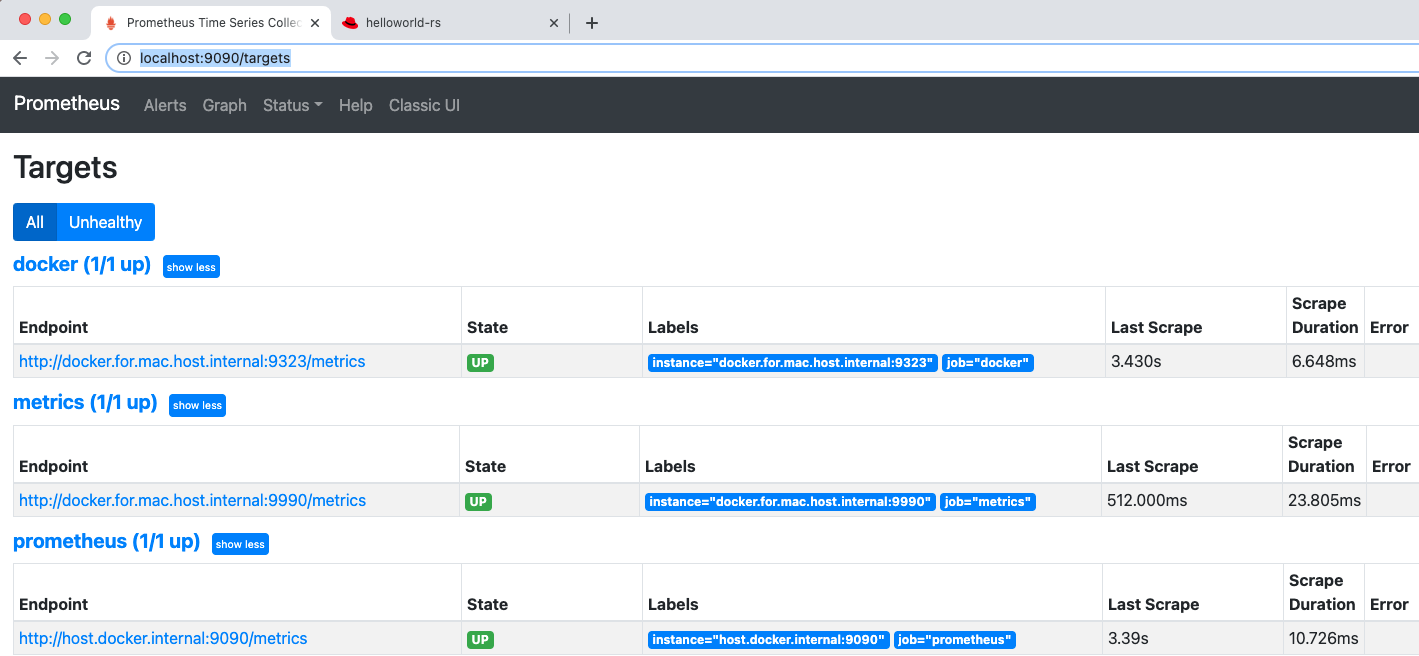 Prometheus Time Series Collec
helloworld-rs
localhost:9090/targets
Prometheus Alerts Graph Status Help Classic UI
Targets
All Unhealthy
docker (1/1 up) show less
Endpoint State Labels Last Scrape Scrape Duration Error
http://docker.for.mac.host.internal:9323/metrics UP instance="docker.for.mac.host.internal:9323" job="docker" 3.430s 6.648ms
metrics (1/1 up) show less
Endpoint State Labels Last Scrape Scrape Duration Error
http://docker.for.mac.host.internal:9990/metrics UP instance="docker.for.mac.host.internal:9990" job="metrics" 512.000ms 23.805ms
prometheus (1/1 up) show less
Endpoint State Labels Last Scrape Scrape Duration Error
http://host.docker.internal:9090/metrics UP instance="host.docker.internal:9090" job="prometheus" 3.39s 10.726ms